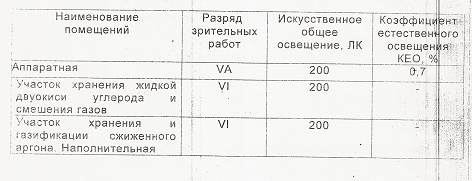 Наименование помещений | Разряд зрительных работ | Искусственное общее освещение, ЛК | Коэффициент естественного освещения КЕО, %
Аппаратная | VА | 200 | 0,7
Участок хранения жидкой двуокиси углерода и смешения газов | VI | 200 | -
Участок хранения и газификации сжиженного аргона. Наполнительная | VI | 200 | -